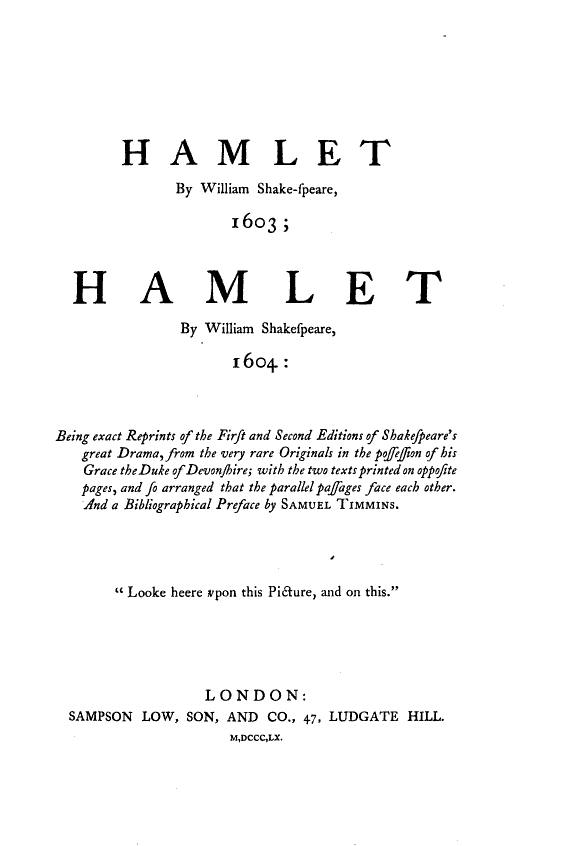 HAMLET
By William Shake-ſpeare,
1603;
HAMLET
By William Shakeſpeare,
1604:
Being exact Reprints of the Firſt and Second Editions of Shakeſpeare's
great Drama, from the very rare Originals in the poſſeſſion of his
Grace the Duke of Devonſhire; with the two texts printed on oppoſite
pages, and ſo arranged that the parallel paſſages face each other.
And a Bibliographical Preface by SAMUEL TIMMINS.
"Looke heere vpon this Picture, and on this."
LONDON:
SAMPSON LOW, SON, AND CO., 47, LUDGATE HILL.
M,DCCC,LX.